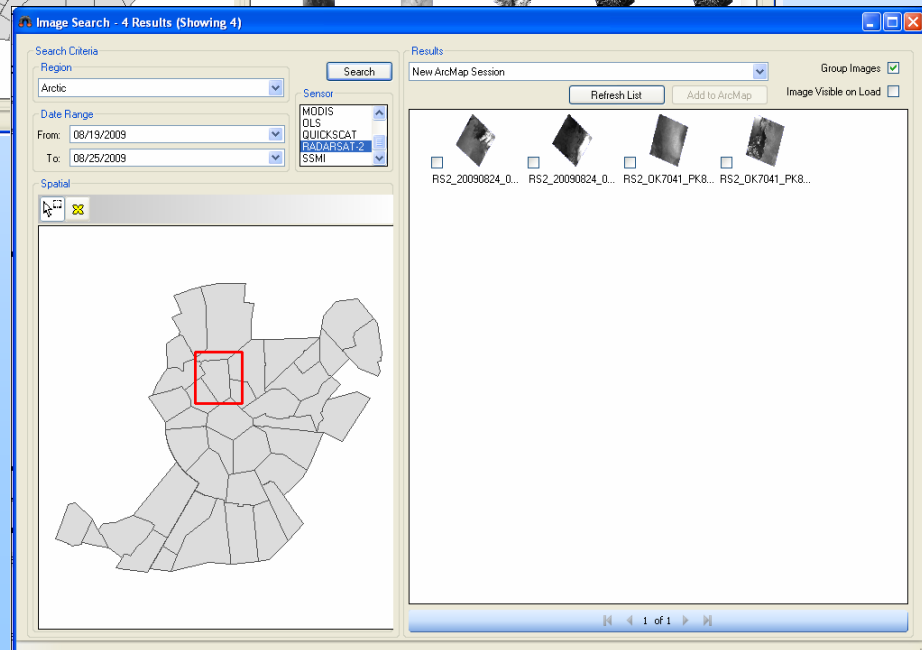 Image Search - 4 Results (Showing 4)
Search Criteria
Region
Arctic
Search
Date Range
From: 08/19/2009
To: 08/25/2009
Sensor
MODIS
OLS
QUICKSCAT
RADARSAT-2
SSMI
Spatial
Results
New ArcMap Session
Group Images
Refresh List
Add to ArcMap
Image Visible on Load
RS2_20090824_0... RS2_20090824_0... RS2_OK7041_PK8... RS2_OK7041_PK8...
1 of 1